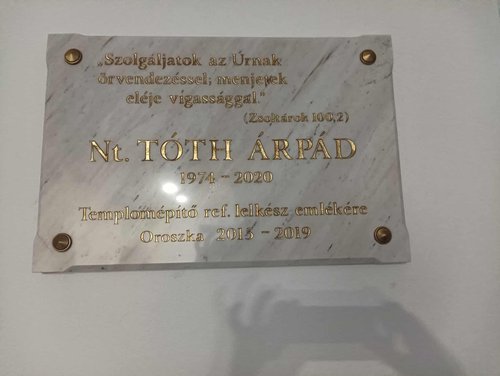 „Szolgáljatok az Úrnak
örvendezéssel; menjetek
eléje vígassággal."
(Zsoltárok 100,2)
Nt. TÓTH ÁRPÁD
1974 - 2020
Templomépítő ref. lelkész emlékére
Oroszka 2015 - 2019